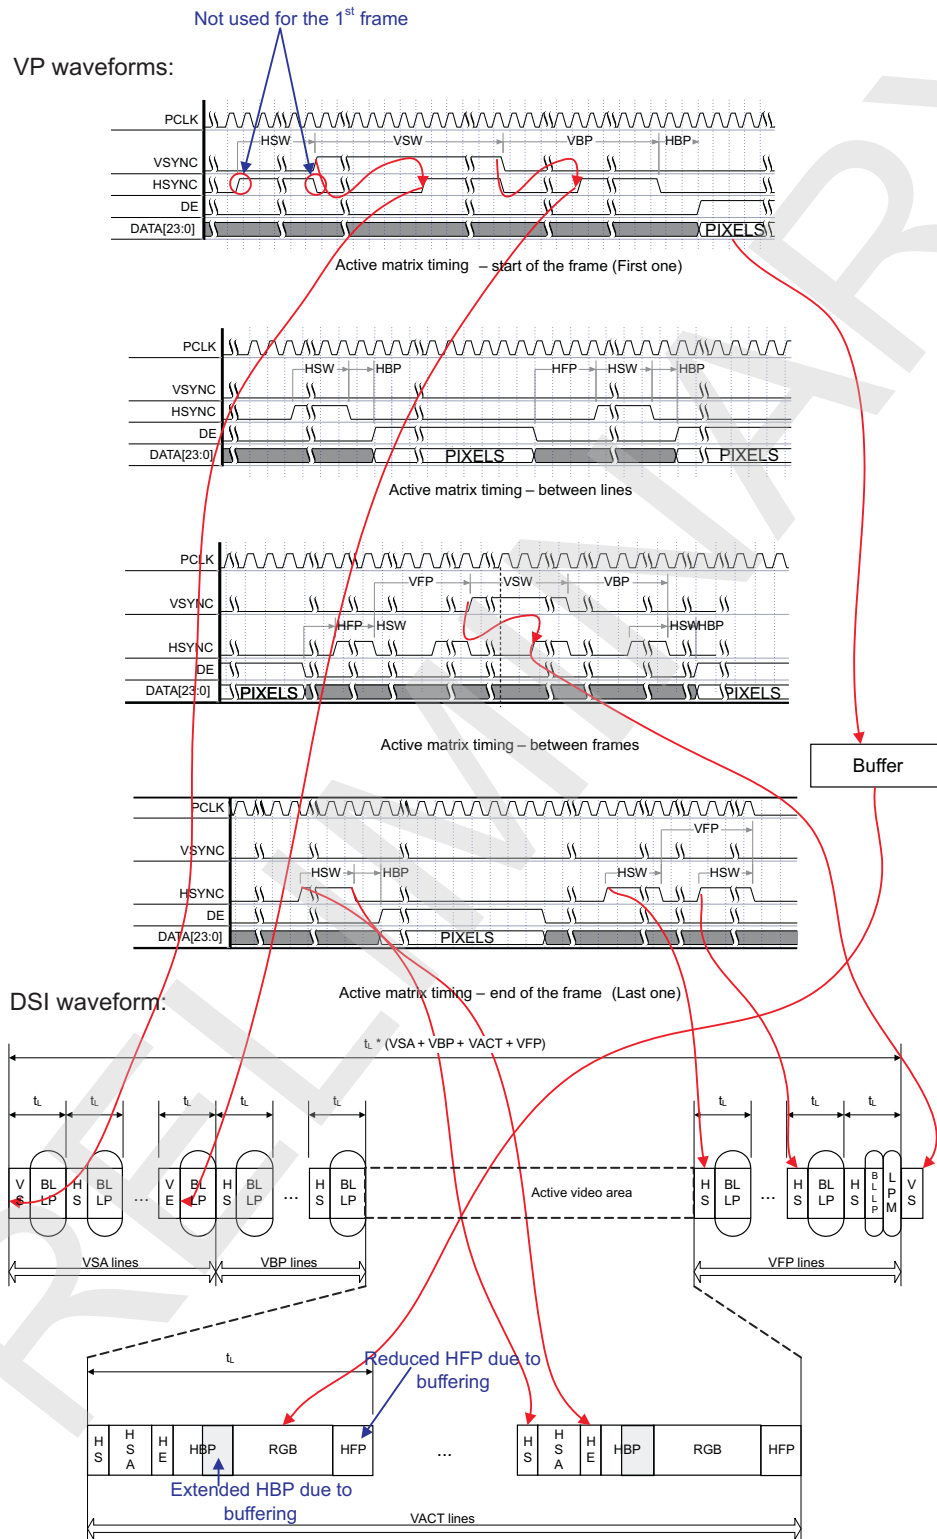 Not used for the 1st frame
VP waveforms:
PCLK
HSW VSW VBP HBP
VSYNC
HSYNC
DE
DATA[23:0] PIXELS
Active matrix timing – start of the frame (First one)
PCLK
HSW HBP HFP HSW HBP
VSYNC
HSYNC
DE
DATA[23:0] PIXELS PIXELS
Active matrix timing – between lines
PCLK
VFP VSW VBP
VSYNC
HFP HSW HSW HBP
HSYNC
DE
DATA[23:0] PIXELS PIXELS
Active matrix timing – between frames
Buffer
PCLK
VFP
VSYNC
HSW HBP HSW HSW
HSYNC
DE
DATA[23:0] PIXELS
Active matrix timing – end of the frame (Last one)
DSI waveform:
tL * (VSA + VBP + VACT + VFP)
tL tL tL tL tL tL tL tL
VS BLLP HS BLLP ... VE BLLP HS BLLP ... HS Active video area HS BLLP ... HS BLLP HS BLLP LPM VS
VSA lines VBP lines VFP lines
tL
Reduced HFP due to
buffering
HS HSA HE HBP RGB HFP ... HS HSA HE HBP RGB HFP
Extended HBP due to
buffering
VACT lines
PRELIMINARY